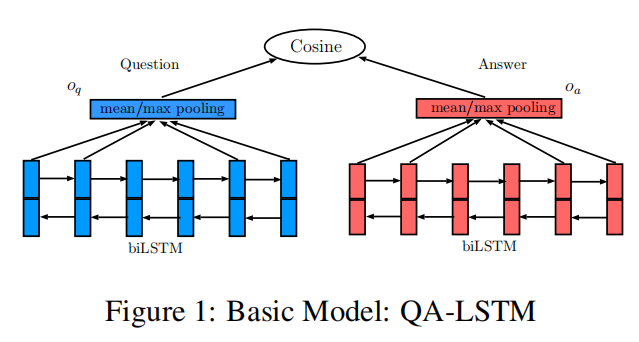 Cosine
Question
Answer
o_q
o_a
mean/max pooling
mean/max pooling
biLSTM
biLSTM
Figure 1: Basic Model: QA-LSTM